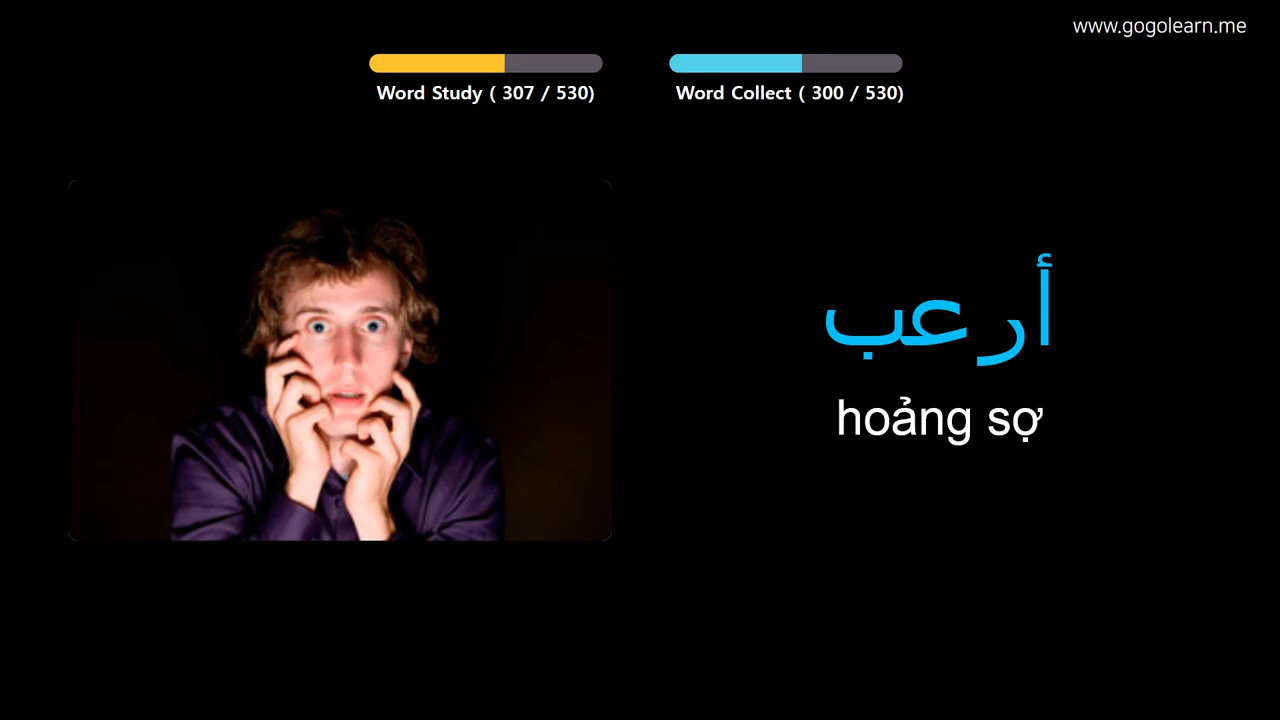 www.gogolearn.me
Word Study ( 307 / 530)
Word Collect ( 300 / 530)
أرعب
hoảng sợ